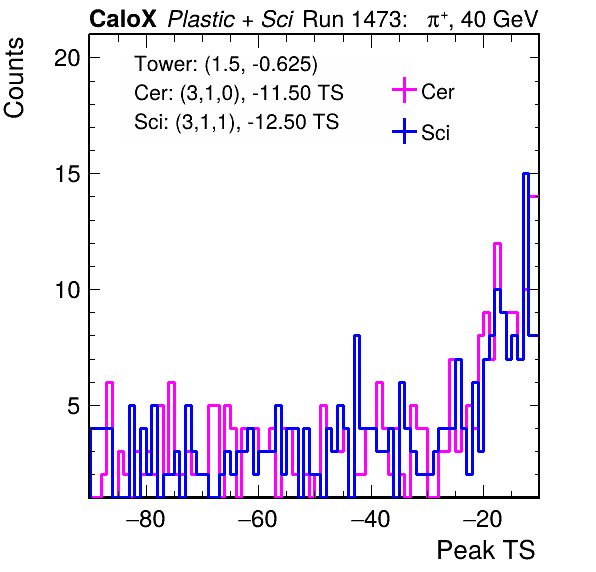 CaloX Plastic + Sci Run 1473: π⁺, 40 GeV
Counts
Tower: (1.5, -0.625)
Cer: (3,1,0), -11.50 TS
Sci: (3,1,1), -12.50 TS
Cer
Sci
20
15
10
5
−80 −60 −40 −20
Peak TS